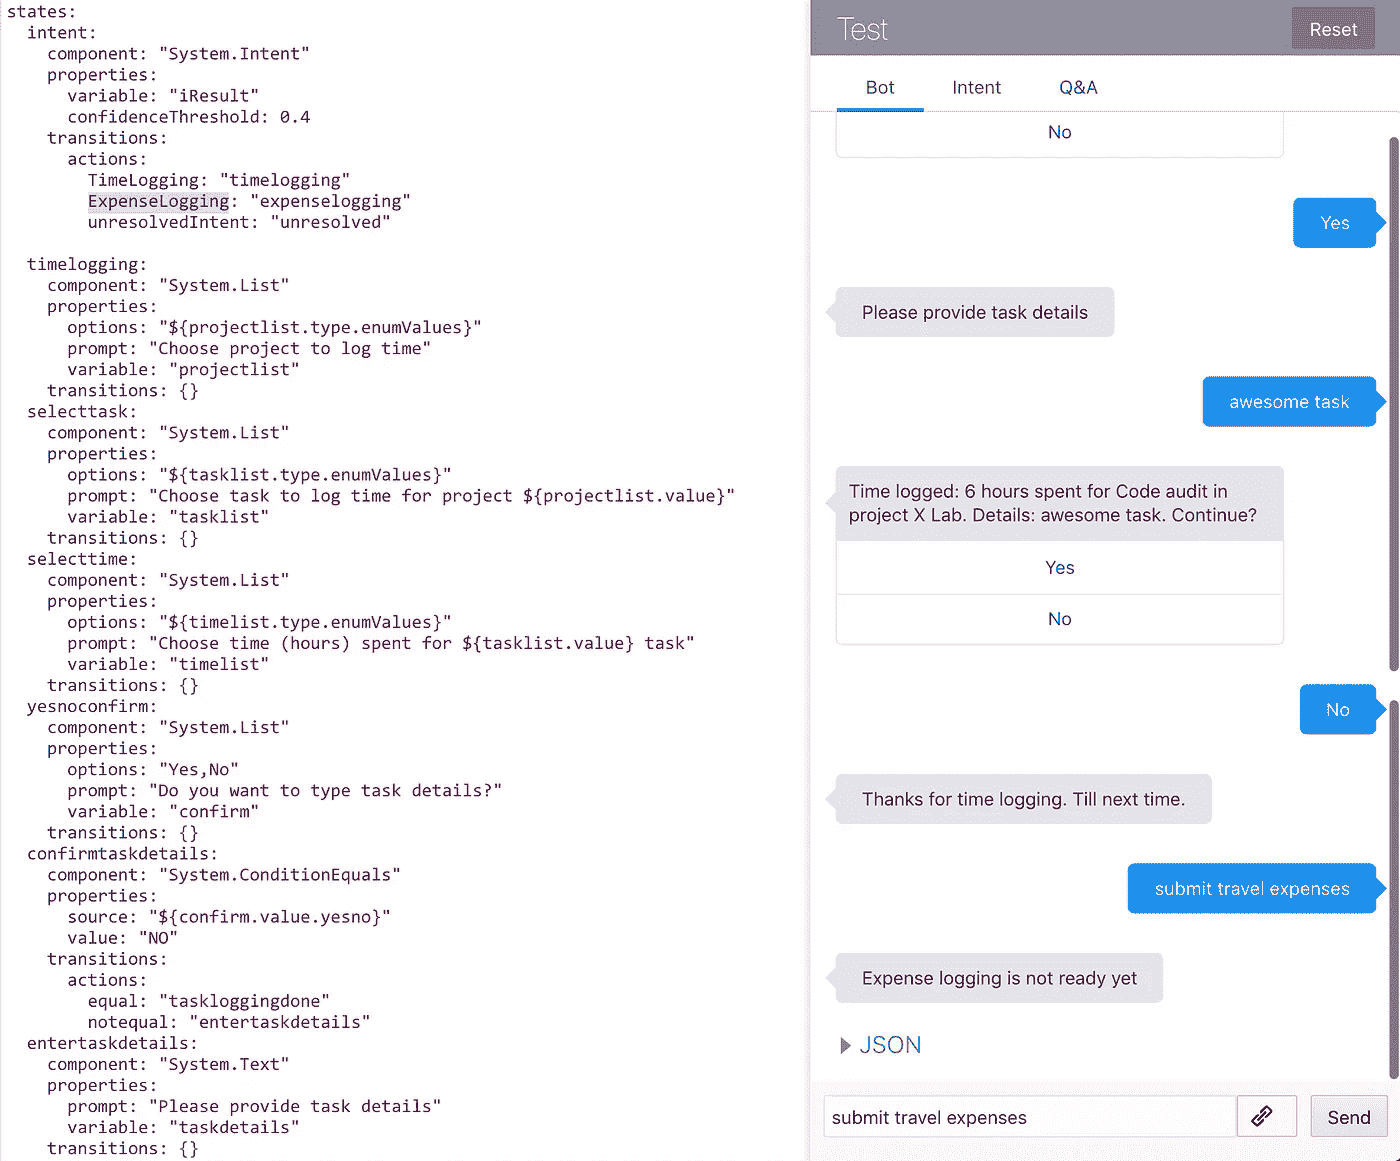 states:
intent:
component: "System.Intent"
properties:
variable: "iResult"
confidenceThreshold: 0.4
transitions:
actions:
TimeLogging: "timelogging"
ExpenseLogging: "expenselogging"
unresolvedIntent: "unresolved"
timelogging:
component: "System.List"
properties:
options: "${projectlist.type.enumValues}"
prompt: "Choose project to log time"
variable: "projectlist"
transitions: {}
selecttask:
component: "System.List"
properties:
options: "${tasklist.type.enumValues}"
prompt: "Choose task to log time for project ${projectlist.value}"
variable: "tasklist"
transitions: {}
selecttime:
component: "System.List"
properties:
options: "${timelist.type.enumValues}"
prompt: "Choose time (hours) spent for ${tasklist.value} task"
variable: "timelist"
transitions: {}
yesnoconfirm:
component: "System.List"
properties:
options: "Yes,No"
prompt: "Do you want to type task details?"
variable: "confirm"
transitions: {}
confirmtaskdetails:
component: "System.ConditionEquals"
properties:
source: "${confirm.value.yesno}"
value: "NO"
transitions:
actions:
equal: "taskloggingdone"
notequal: "entertaskdetails"
entertaskdetails:
component: "System.Text"
properties:
prompt: "Please provide task details"
variable: "taskdetails"
transitions: {}
Test
Reset
Bot Intent Q&A
No
Yes
Please provide task details
awesome task
Time logged: 6 hours spent for Code audit in
project X Lab. Details: awesome task. Continue?
Yes
No
No
Thanks for time logging. Till next time.
submit travel expenses
Expense logging is not ready yet
JSON
submit travel expenses
Send